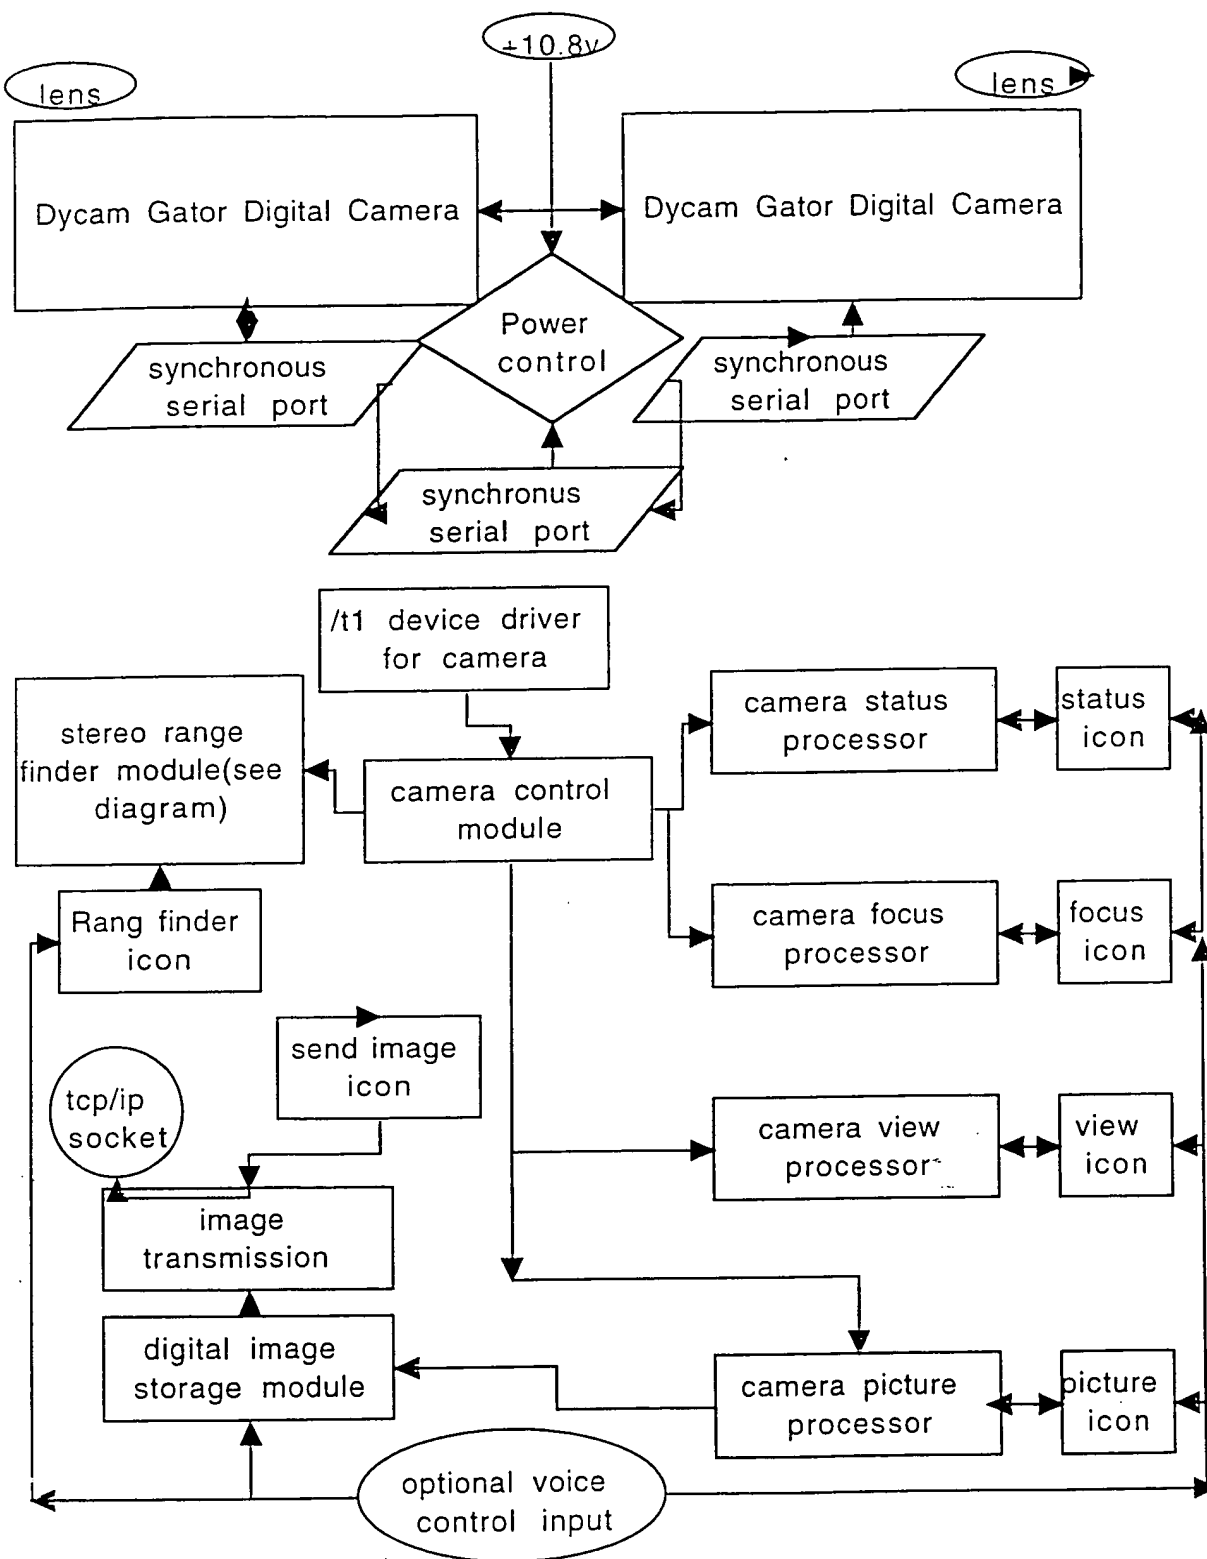 +10.8v
lens
lens
Dycam Gator Digital Camera
Dycam Gator Digital Camera
Power
control
synchronous
serial port
synchronous
serial port
synchronus
serial port
/t1 device driver
for camera
stereo range
finder module(see
diagram)
camera control
module
camera status
processor
status
icon
Rang finder
icon
camera focus
processor
focus
icon
send image
icon
tcp/ip
socket
camera view
processor
view
icon
image
transmission
digital image
storage module
camera picture
processor
picture
icon
optional voice
control input